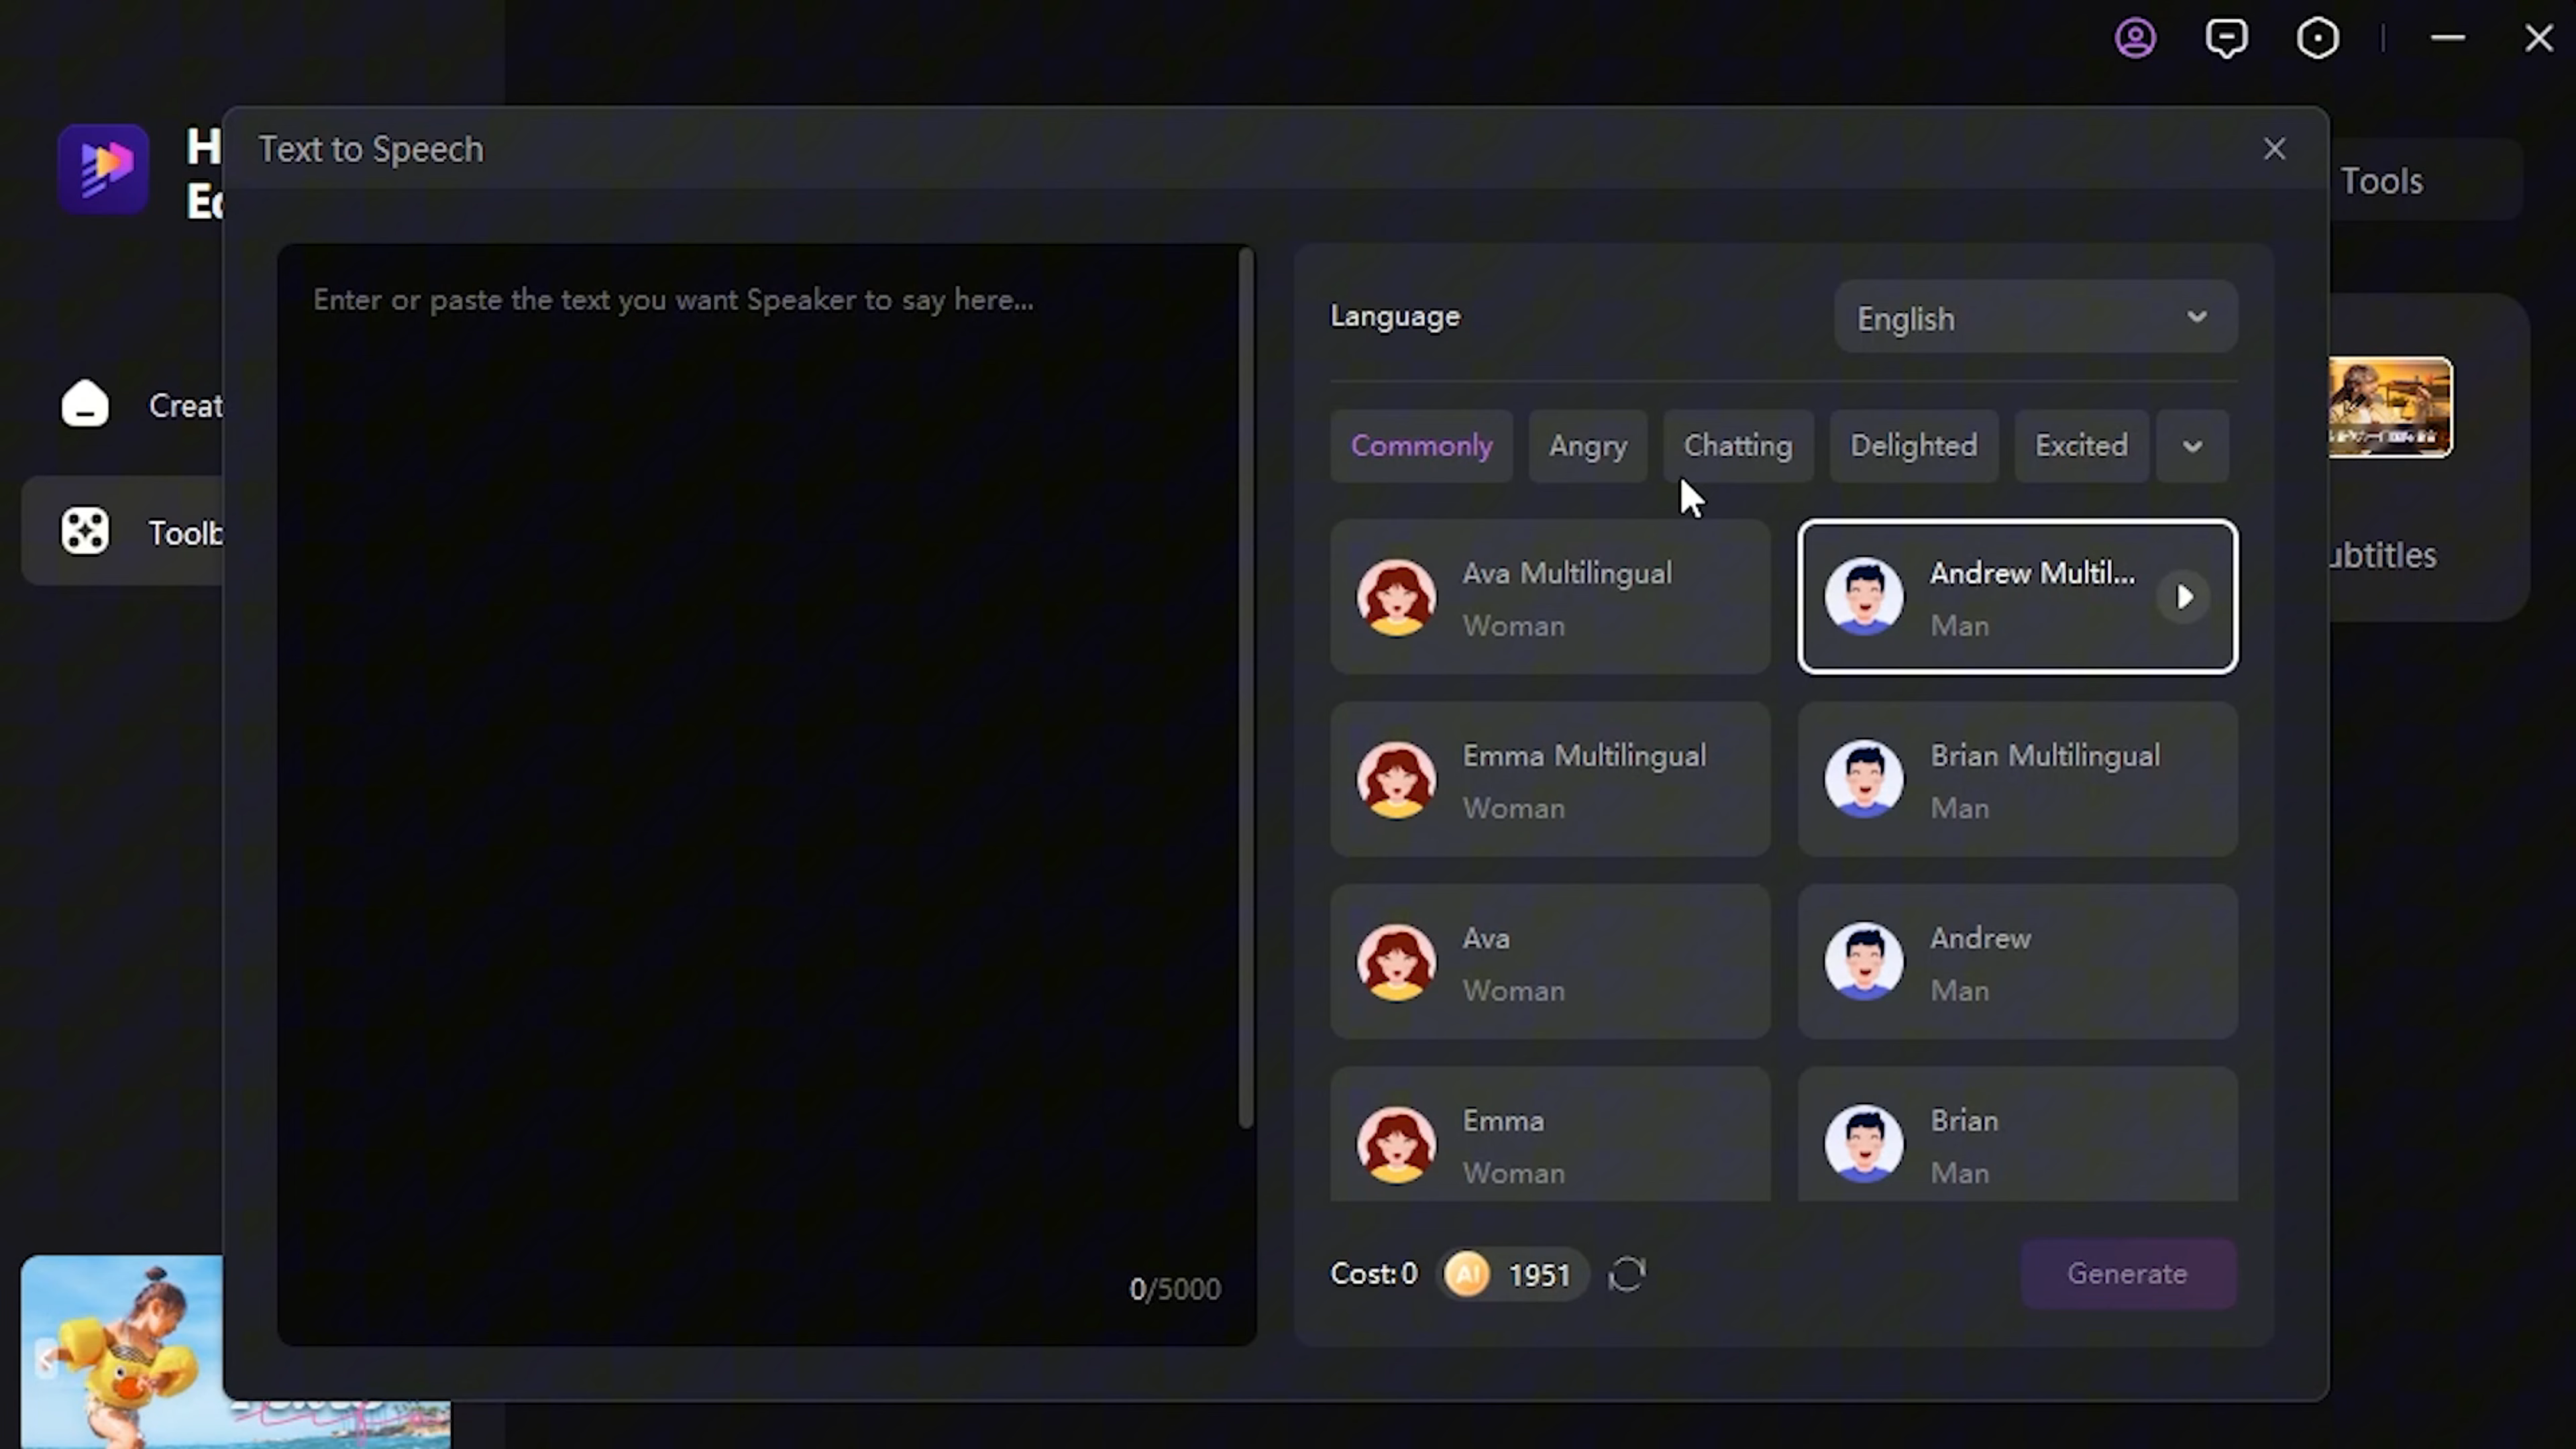 Text to Speech
Tools
Enter or paste the text you want Speaker to say here...
Language
English
Commonly
Angry
Chatting
Delighted
Excited
Creat
Toolb
Ava Multilingual
Woman
Andrew Multil...
Man
ubtitles
Emma Multilingual
Woman
Brian Multilingual
Man
Ava
Woman
Andrew
Man
Emma
Woman
Brian
Man
0/5000
Cost:0
AI
1951
Generate